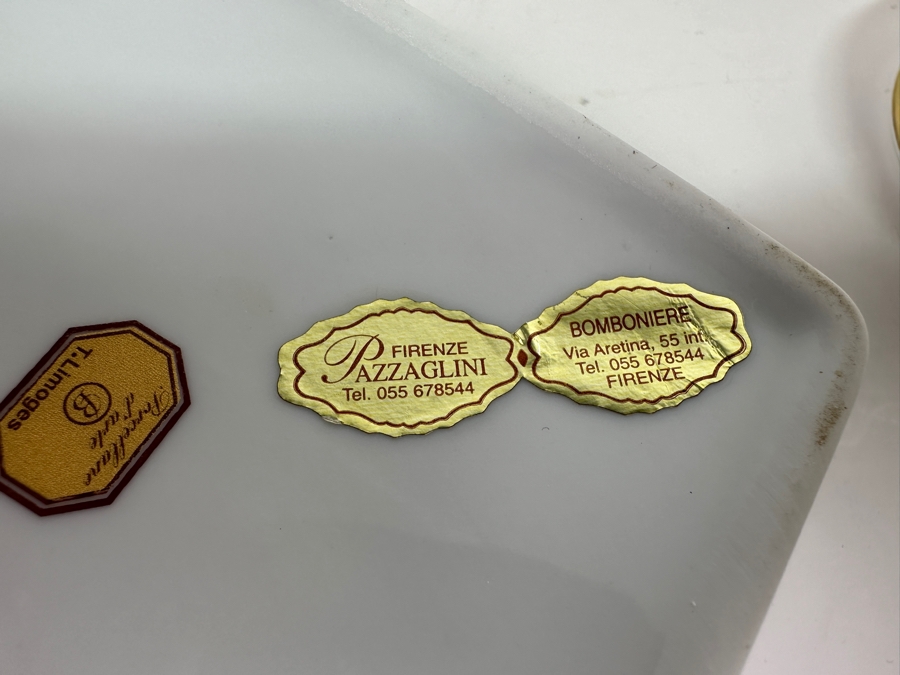 T. Limoges
B
Porcellane
d'arte
FIRENZE
PAZZAGLINI
Tel. 055 678544
BOMBONIERE
Via Aretina, 55 int.
Tel. 055 678544
FIRENZE